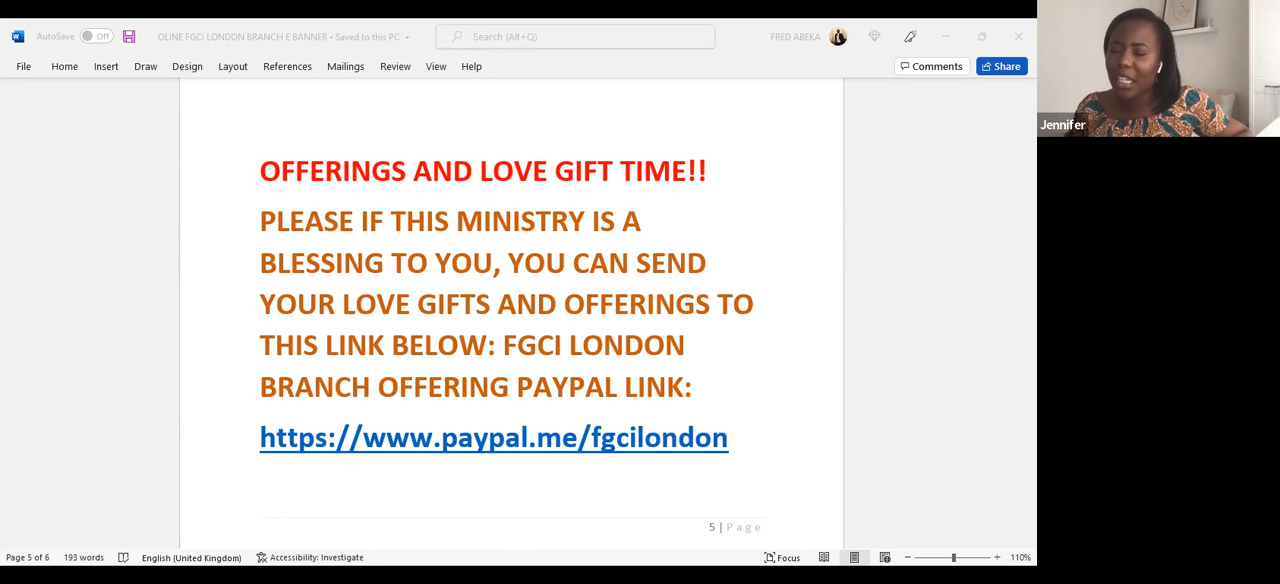 AutoSave Off OLINE FGCI LONDON BRANCH E BANNER • Saved to this PC Search (Alt+Q) FRED ABEKA
File Home Insert Draw Design Layout References Mailings Review View Help Comments Share
Jennifer
OFFERINGS AND LOVE GIFT TIME!!
PLEASE IF THIS MINISTRY IS A
BLESSING TO YOU, YOU CAN SEND
YOUR LOVE GIFTS AND OFFERINGS TO
THIS LINK BELOW: FGCI LONDON
BRANCH OFFERING PAYPAL LINK:
https://www.paypal.me/fgcilondon
5 | Page
Page 5 of 6 193 words English (United Kingdom) Accessibility: Investigate Focus 110%